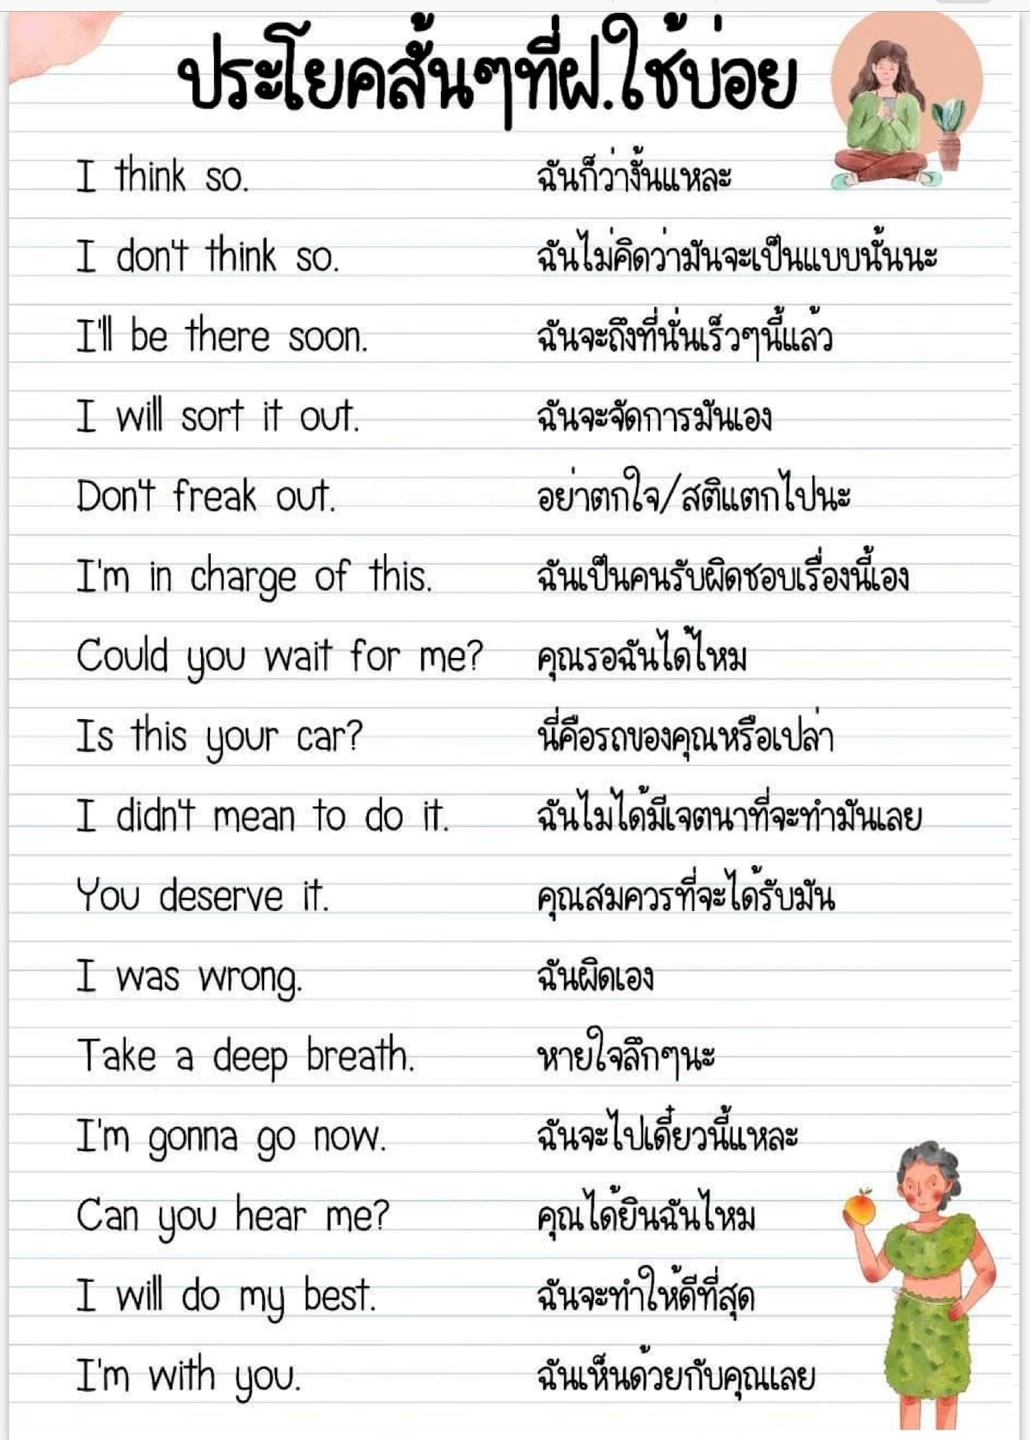 ประโยคสั้นๆที่ฝ.ใช้บ่อย
I think so. ฉันก็ว่างั้นแหละ
I don't think so. ฉันไม่คิดว่ามันจะเป็นแบบนั้นนะ
I'll be there soon. ฉันจะถึงที่นั่นเร็วๆนี้แล้ว
I will sort it out. ฉันจะจัดการมันเอง
Don't freak out. อย่าตกใจ/สติแตกไปนะ
I'm in charge of this. ฉันเป็นคนรับผิดชอบเรื่องนี้เอง
Could you wait for me? คุณรอฉันได้ไหม
Is this your car? นี่คือรถของคุณหรือเปล่า
I didn't mean to do it. ฉันไม่ได้มีเจตนาที่จะทำมันเลย
You deserve it. คุณสมควรที่จะได้รับมัน
I was wrong. ฉันผิดเอง
Take a deep breath. หายใจลึกๆนะ
I'm gonna go now. ฉันจะไปเดี๋ยวนี้แหละ
Can you hear me? คุณได้ยินฉันไหม
I will do my best. ฉันจะทำให้ดีที่สุด
I'm with you. ฉันเห็นด้วยกับคุณเลย